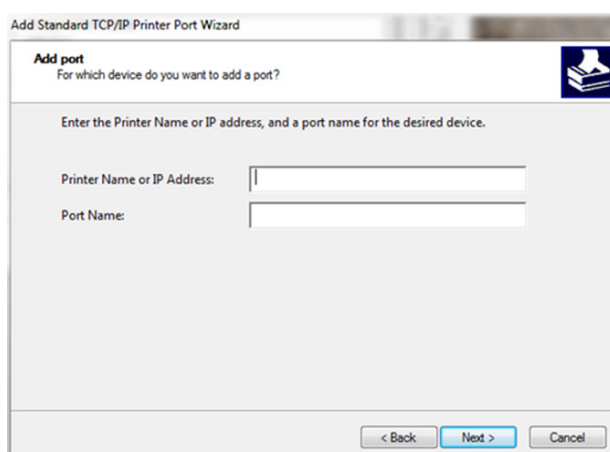 Add Standard TCP/IP Printer Port Wizard
Add port
For which device do you want to add a port?
Enter the Printer Name or IP address, and a port name for the desired device.
Printer Name or IP Address:
Port Name:
< Back Next > Cancel